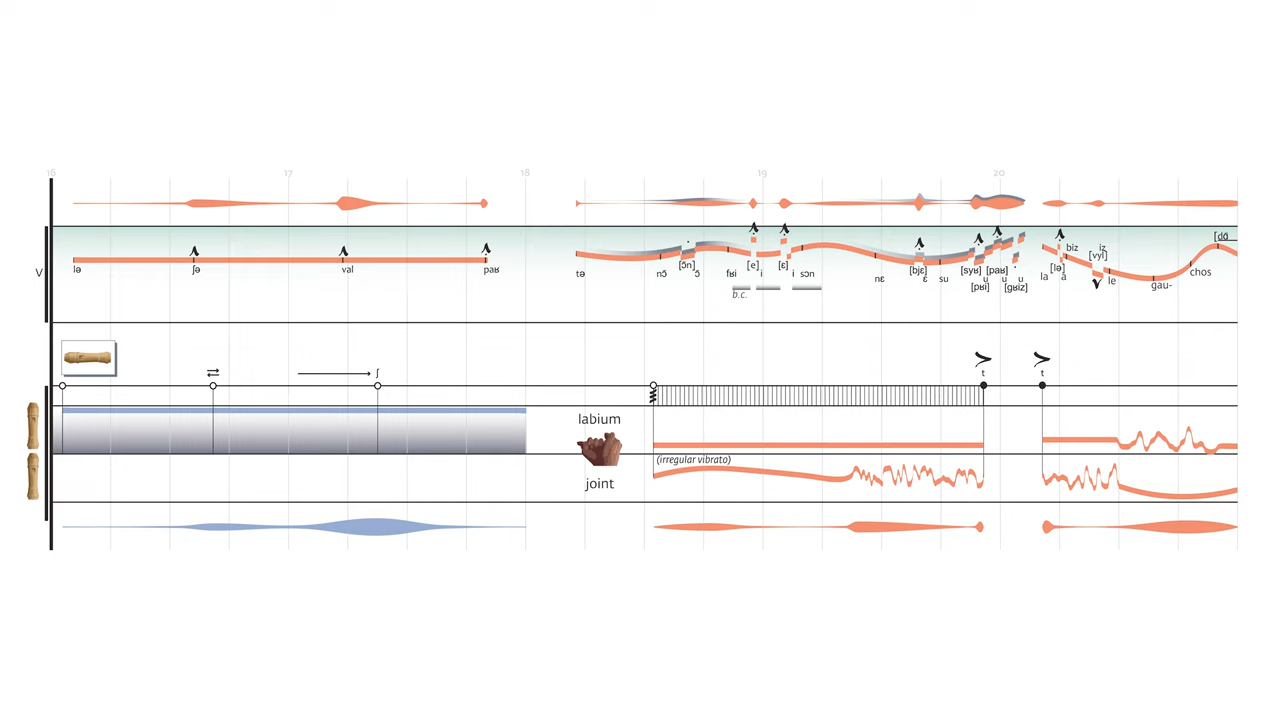 16 17 18 19 20
V
lə ʃə val paʁ
tə nɔ̃ [ɔ̃n] ɔ̃ fʁi [e] i [ɛ] i sɔn nɛ [bjɛ] ɛ̃ su [syʁ] [pʁi] u [paʁ] u [gʁiz] u
la [lə] a biz iz [vyl] le gau- chos [dɑ̃
b.c.
⇄ ⟶ ʃ t t
labium
(irregular vibrato)
joint